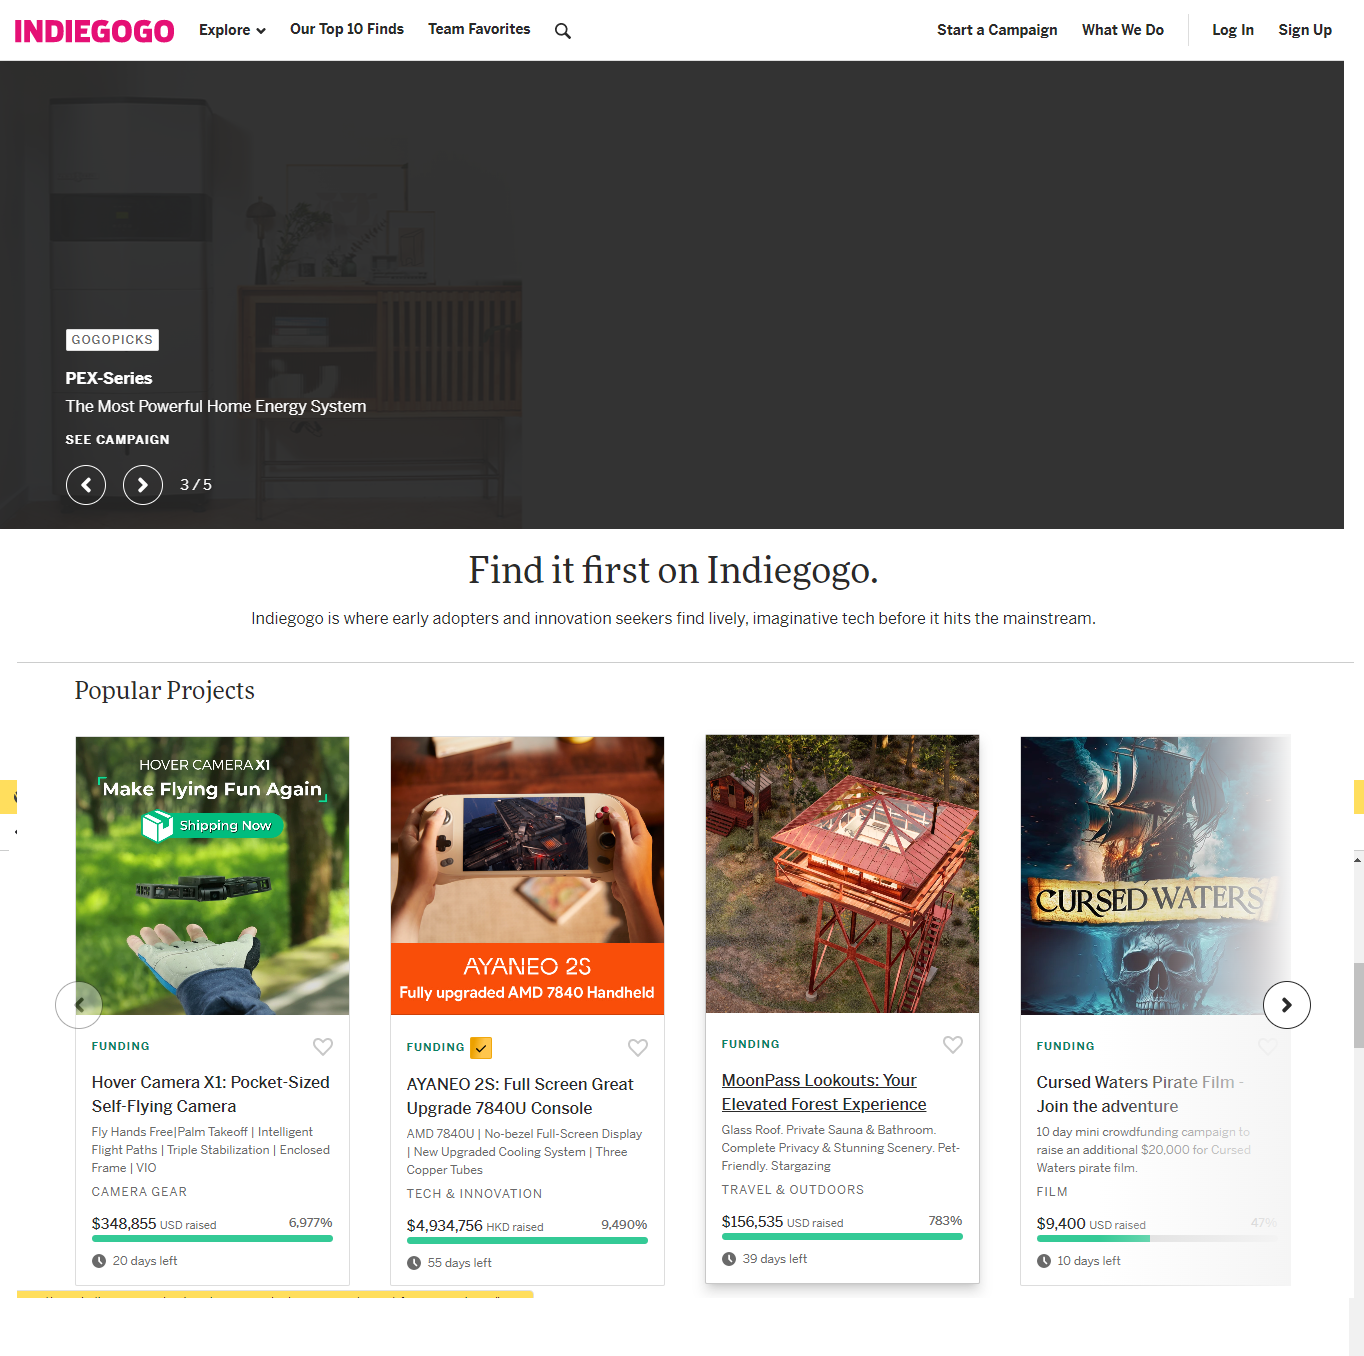 INDIEGOGO
Explore
Our Top 10 Finds
Team Favorites
Start a Campaign
What We Do
Log In
Sign Up
GOGOPICKS
PEX-Series
The Most Powerful Home Energy System
SEE CAMPAIGN
3 / 5
Find it first on Indiegogo.
Indiegogo is where early adopters and innovation seekers find lively, imaginative tech before it hits the mainstream.
Popular Projects
HOVER CAMERA X1
Make Flying Fun Again
Shipping Now
FUNDING
Hover Camera X1: Pocket-Sized
Self-Flying Camera
Fly Hands Free|Palm Takeoff | Intelligent
Flight Paths | Triple Stabilization | Enclosed
Frame | VIO
CAMERA GEAR
$348,855 USD raised
6,977%
20 days left
AYANEO 2S
Fully upgraded AMD 7840 Handheld
FUNDING
AYANEO 2S: Full Screen Great
Upgrade 7840U Console
AMD 7840U | No-bezel Full-Screen Display
| New Upgraded Cooling System | Three
Copper Tubes
TECH & INNOVATION
$4,934,756 HKD raised
9,490%
55 days left
FUNDING
MoonPass Lookouts: Your
Elevated Forest Experience
Glass Roof. Private Sauna & Bathroom.
Complete Privacy & Stunning Scenery. Pet-
Friendly. Stargazing
TRAVEL & OUTDOORS
$156,535 USD raised
783%
39 days left
CURSED WATERS
FUNDING
Cursed Waters Pirate Film -
Join the adventure
10 day mini crowdfunding campaign to
raise an additional $20,000 for Cursed
Waters pirate film.
FILM
$9,400 USD raised
47%
10 days left